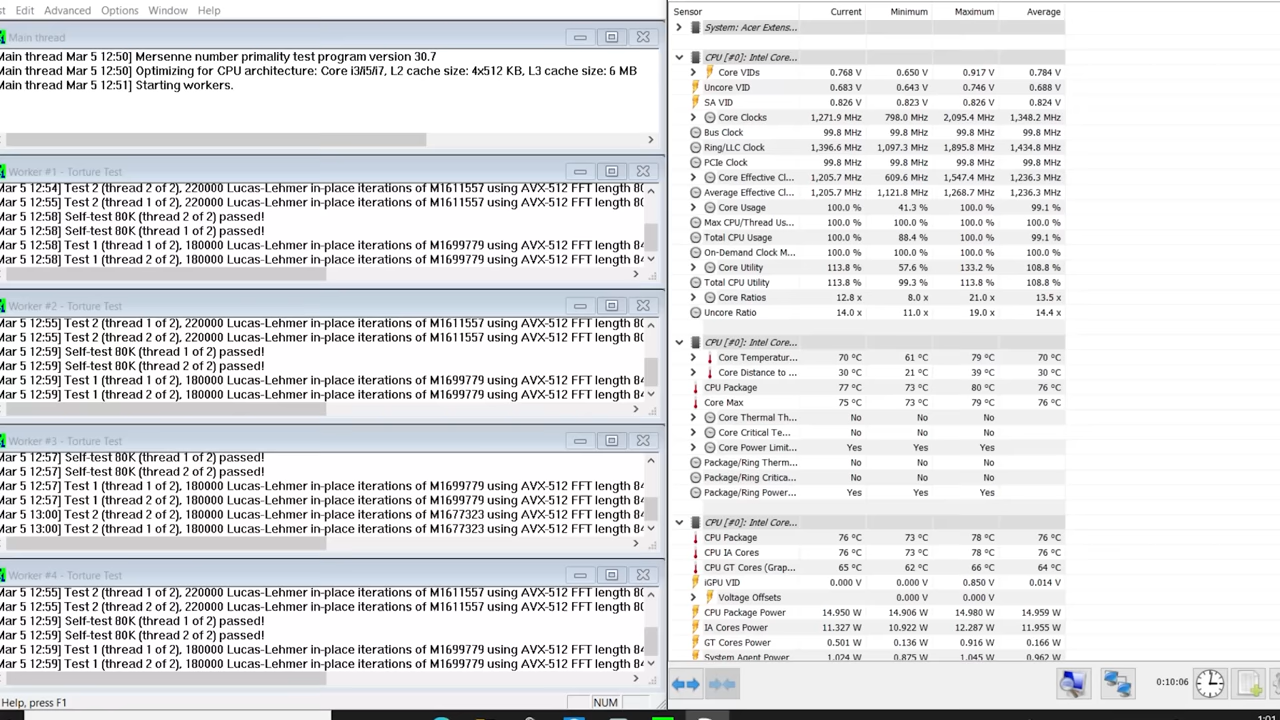 st Edit Advanced Options Window Help
Main thread
Main thread Mar 5 12:50] Mersenne number primality test program version 30.7
Main thread Mar 5 12:50] Optimizing for CPU architecture: Core i3/i5/i7, L2 cache size: 4x512 KB, L3 cache size: 6 MB
Main thread Mar 5 12:51] Starting workers.
Worker #1 - Torture Test
Mar 5 12:54] Test 2 (thread 2 of 2), 220000 Lucas-Lehmer in-place iterations of M1611557 using AVX-512 FFT length 80
Mar 5 12:55] Test 2 (thread 1 of 2), 220000 Lucas-Lehmer in-place iterations of M1611557 using AVX-512 FFT length 80
Mar 5 12:58] Self-test 80K (thread 2 of 2) passed!
Mar 5 12:58] Self-test 80K (thread 1 of 2) passed!
Mar 5 12:58] Test 1 (thread 2 of 2), 180000 Lucas-Lehmer in-place iterations of M1699779 using AVX-512 FFT length 84
Mar 5 12:58] Test 1 (thread 1 of 2), 180000 Lucas-Lehmer in-place iterations of M1699779 using AVX-512 FFT length 84
Worker #2 - Torture Test
Mar 5 12:55] Test 2 (thread 1 of 2), 220000 Lucas-Lehmer in-place iterations of M1611557 using AVX-512 FFT length 80
Mar 5 12:55] Test 2 (thread 2 of 2), 220000 Lucas-Lehmer in-place iterations of M1611557 using AVX-512 FFT length 80
Mar 5 12:59] Self-test 80K (thread 1 of 2) passed!
Mar 5 12:59] Self-test 80K (thread 2 of 2) passed!
Mar 5 12:59] Test 1 (thread 1 of 2), 180000 Lucas-Lehmer in-place iterations of M1699779 using AVX-512 FFT length 84
Mar 5 12:59] Test 1 (thread 2 of 2), 180000 Lucas-Lehmer in-place iterations of M1699779 using AVX-512 FFT length 84
Worker #3 - Torture Test
Mar 5 12:57] Self-test 80K (thread 1 of 2) passed!
Mar 5 12:57] Self-test 80K (thread 2 of 2) passed!
Mar 5 12:57] Test 1 (thread 1 of 2), 180000 Lucas-Lehmer in-place iterations of M1699779 using AVX-512 FFT length 84
Mar 5 12:57] Test 1 (thread 2 of 2), 180000 Lucas-Lehmer in-place iterations of M1699779 using AVX-512 FFT length 84
Mar 5 13:00] Test 2 (thread 2 of 2), 180000 Lucas-Lehmer in-place iterations of M1677323 using AVX-512 FFT length 84
Mar 5 13:00] Test 2 (thread 1 of 2), 180000 Lucas-Lehmer in-place iterations of M1677323 using AVX-512 FFT length 84
Worker #4 - Torture Test
Mar 5 12:55] Test 2 (thread 1 of 2), 220000 Lucas-Lehmer in-place iterations of M1611557 using AVX-512 FFT length 80
Mar 5 12:55] Test 2 (thread 2 of 2), 220000 Lucas-Lehmer in-place iterations of M1611557 using AVX-512 FFT length 80
Mar 5 12:59] Self-test 80K (thread 1 of 2) passed!
Mar 5 12:59] Self-test 80K (thread 2 of 2) passed!
Mar 5 12:59] Test 1 (thread 2 of 2), 180000 Lucas-Lehmer in-place iterations of M1699779 using AVX-512 FFT length 84
Mar 5 12:59] Test 1 (thread 1 of 2), 180000 Lucas-Lehmer in-place iterations of M1699779 using AVX-512 FFT length 84
Help, press F1 NUM
Sensor Current Minimum Maximum Average
System: Acer Extens...
CPU [#0]: Intel Core...
Core VIDs 0.768 V 0.650 V 0.917 V 0.784 V
Uncore VID 0.683 V 0.643 V 0.746 V 0.688 V
SA VID 0.826 V 0.823 V 0.826 V 0.824 V
Core Clocks 1,271.9 MHz 798.0 MHz 2,095.4 MHz 1,348.2 MHz
Bus Clock 99.8 MHz 99.8 MHz 99.8 MHz 99.8 MHz
Ring/LLC Clock 1,396.6 MHz 1,097.3 MHz 1,895.8 MHz 1,434.8 MHz
PCIe Clock 99.8 MHz 99.8 MHz 99.8 MHz 99.8 MHz
Core Effective Cl... 1,205.7 MHz 609.6 MHz 1,547.4 MHz 1,236.3 MHz
Average Effective Cl... 1,205.7 MHz 1,121.8 MHz 1,268.7 MHz 1,236.3 MHz
Core Usage 100.0 % 41.3 % 100.0 % 99.1 %
Max CPU/Thread Us... 100.0 % 100.0 % 100.0 % 100.0 %
Total CPU Usage 100.0 % 88.4 % 100.0 % 99.1 %
On-Demand Clock M... 100.0 % 100.0 % 100.0 % 100.0 %
Core Utility 113.8 % 57.6 % 133.2 % 108.8 %
Total CPU Utility 113.8 % 99.3 % 113.8 % 108.8 %
Core Ratios 12.8 x 8.0 x 21.0 x 13.5 x
Uncore Ratio 14.0 x 11.0 x 19.0 x 14.4 x
CPU [#0]: Intel Core...
Core Temperatur... 70 °C 61 °C 79 °C 70 °C
Core Distance to ... 30 °C 21 °C 39 °C 30 °C
CPU Package 77 °C 73 °C 80 °C 76 °C
Core Max 75 °C 73 °C 79 °C 76 °C
Core Thermal Th... No No No
Core Critical Te... No No No
Core Power Limit... Yes Yes Yes
Package/Ring Therm... No No No
Package/Ring Critica... No No No
Package/Ring Power... Yes Yes Yes
CPU [#0]: Intel Core...
CPU Package 76 °C 73 °C 78 °C 76 °C
CPU IA Cores 76 °C 73 °C 78 °C 76 °C
CPU GT Cores (Grap... 65 °C 62 °C 66 °C 64 °C
iGPU VID 0.000 V 0.000 V 0.850 V 0.014 V
Voltage Offsets 0.000 V 0.000 V
CPU Package Power 14.950 W 14.906 W 14.980 W 14.959 W
IA Cores Power 11.327 W 10.922 W 12.287 W 11.955 W
GT Cores Power 0.501 W 0.136 W 0.916 W 0.166 W
System Agent Power 1.024 W 0.875 W 1.045 W 0.962 W
0:10:06